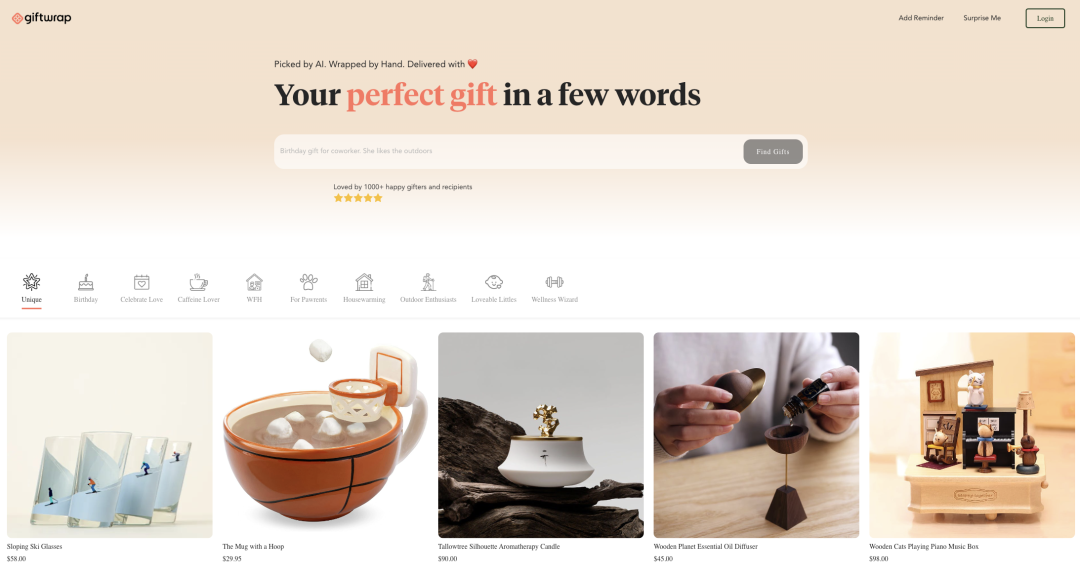 giftwrap
Add Reminder
Surprise Me
Login
Picked by AI. Wrapped by Hand. Delivered with ❤️
Your perfect gift in a few words
Birthday gift for coworker. She likes the outdoors
Find Gifts
Loved by 1000+ happy gifters and recipients
Unique
Birthday
Celebrate Love
Caffeine Lover
WFH
For Pawrents
Housewarming
Outdoor Enthusiasts
Loveable Littles
Wellness Wizard
Sloping Ski Glasses
$58.00
The Mug with a Hoop
$29.95
Tallowtree Silhouette Aromatherapy Candle
$90.00
Wooden Planet Essential Oil Diffuser
$45.00
Wooden Cats Playing Piano Music Box
$98.00